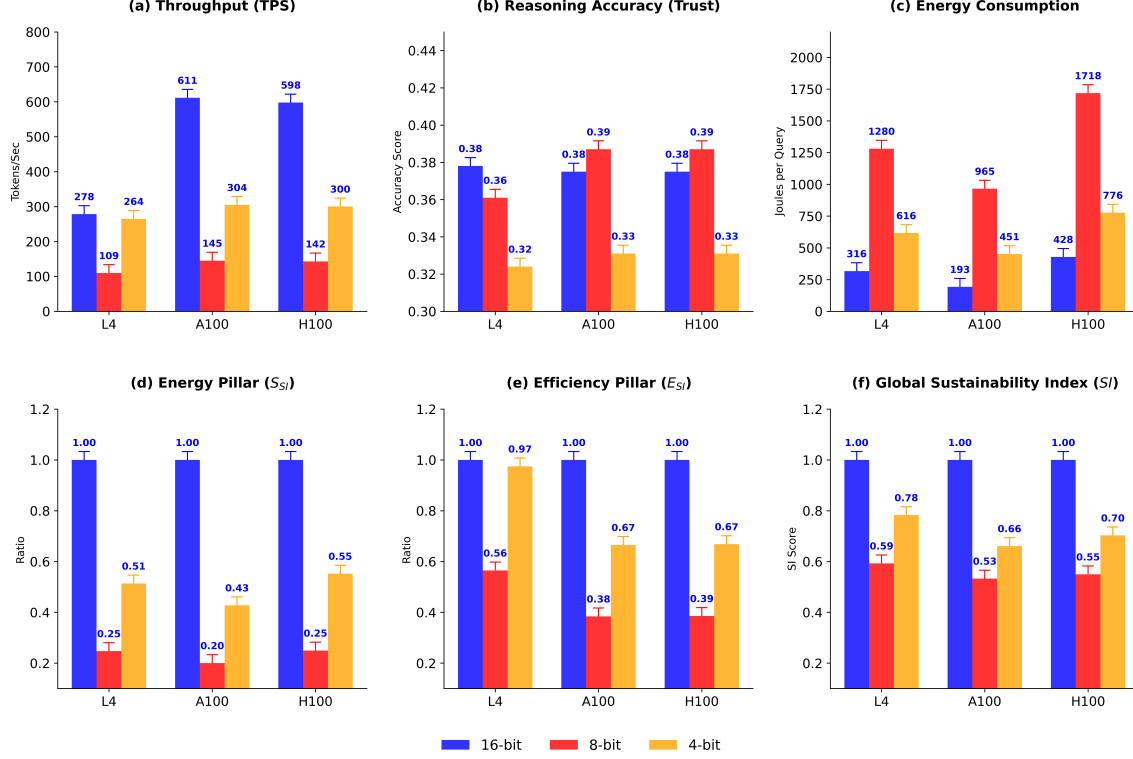 (a) Throughput (TPS)
Tokens/Sec
800
700
600
500
400
300
200
100
0
278
109
264
611
145
304
598
142
300
L4
A100
H100
(b) Reasoning Accuracy (Trust)
Accuracy Score
0.44
0.42
0.40
0.38
0.36
0.34
0.32
0.30
0.38
0.36
0.32
0.38
0.39
0.33
0.38
0.39
0.33
L4
A100
H100
(c) Energy Consumption
Joules per Query
2000
1750
1500
1250
1000
750
500
250
0
316
1280
616
193
965
451
428
1718
776
L4
A100
H100
(d) Energy Pillar (S_SI)
Ratio
1.2
1.0
0.8
0.6
0.4
0.2
1.00
0.25
0.51
1.00
0.20
0.43
1.00
0.25
0.55
L4
A100
H100
(e) Efficiency Pillar (E_SI)
Ratio
1.2
1.0
0.8
0.6
0.4
0.2
1.00
0.56
0.97
1.00
0.38
0.67
1.00
0.39
0.67
L4
A100
H100
(f) Global Sustainability Index (SI)
SI Score
1.2
1.0
0.8
0.6
0.4
0.2
1.00
0.59
0.78
1.00
0.53
0.66
1.00
0.55
0.70
L4
A100
H100
16-bit
8-bit
4-bit